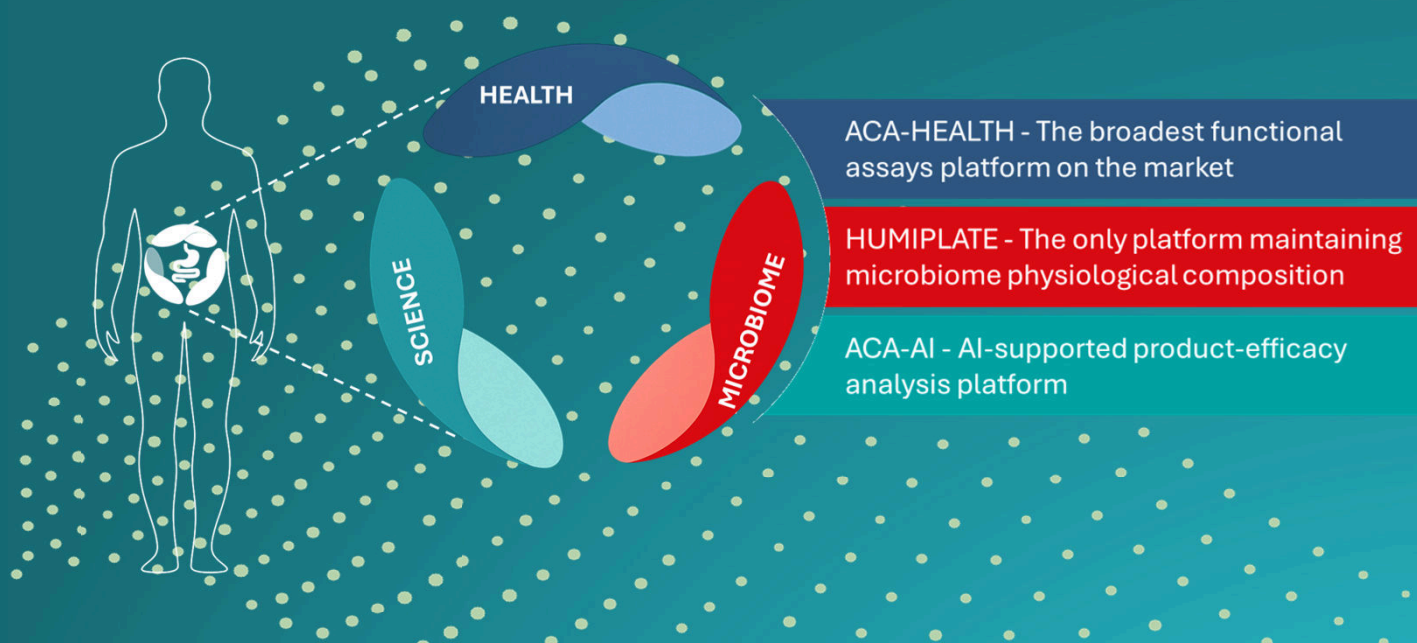 HEALTH
SCIENCE
MICROBIOME
ACA-HEALTH - The broadest functional
assays platform on the market
HUMIPLATE - The only platform maintaining
microbiome physiological composition
ACA-AI - AI-supported product-efficacy
analysis platform